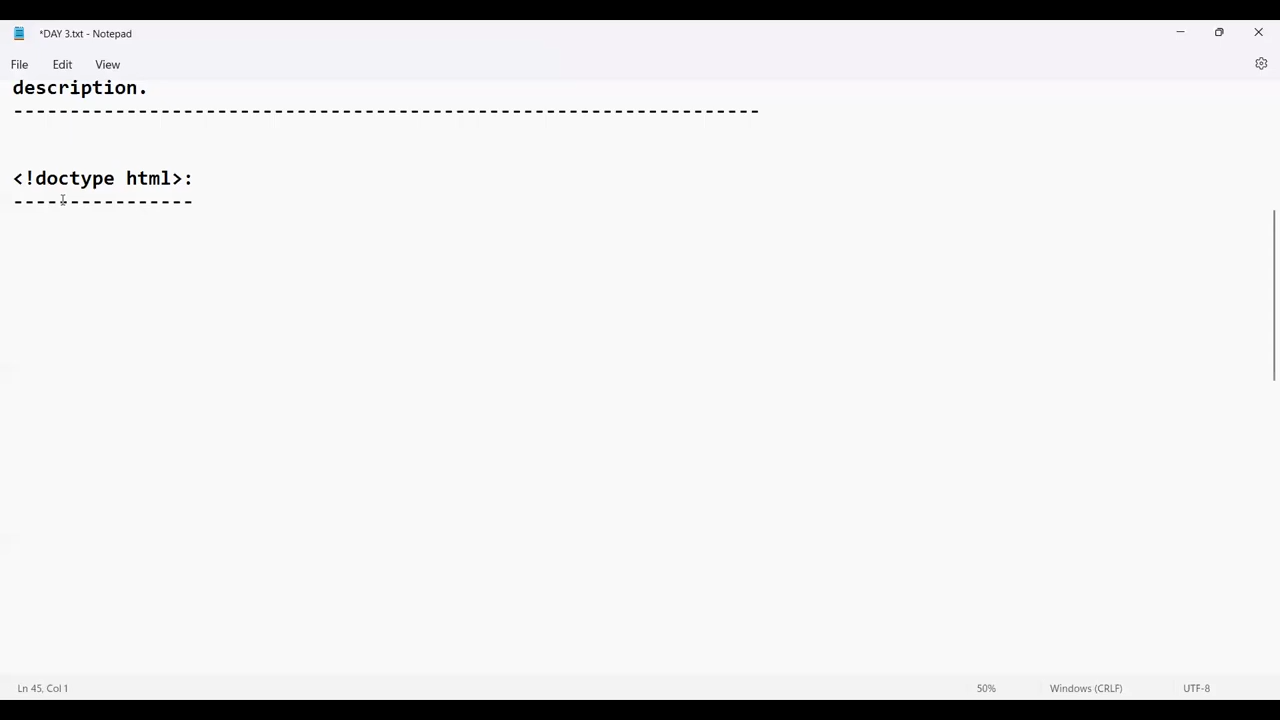 *DAY 3.txt - Notepad
File Edit View
description.
------------------------------------------------------------------
<!doctype html>:
----------------
Ln 45, Col 1 50% Windows (CRLF) UTF-8